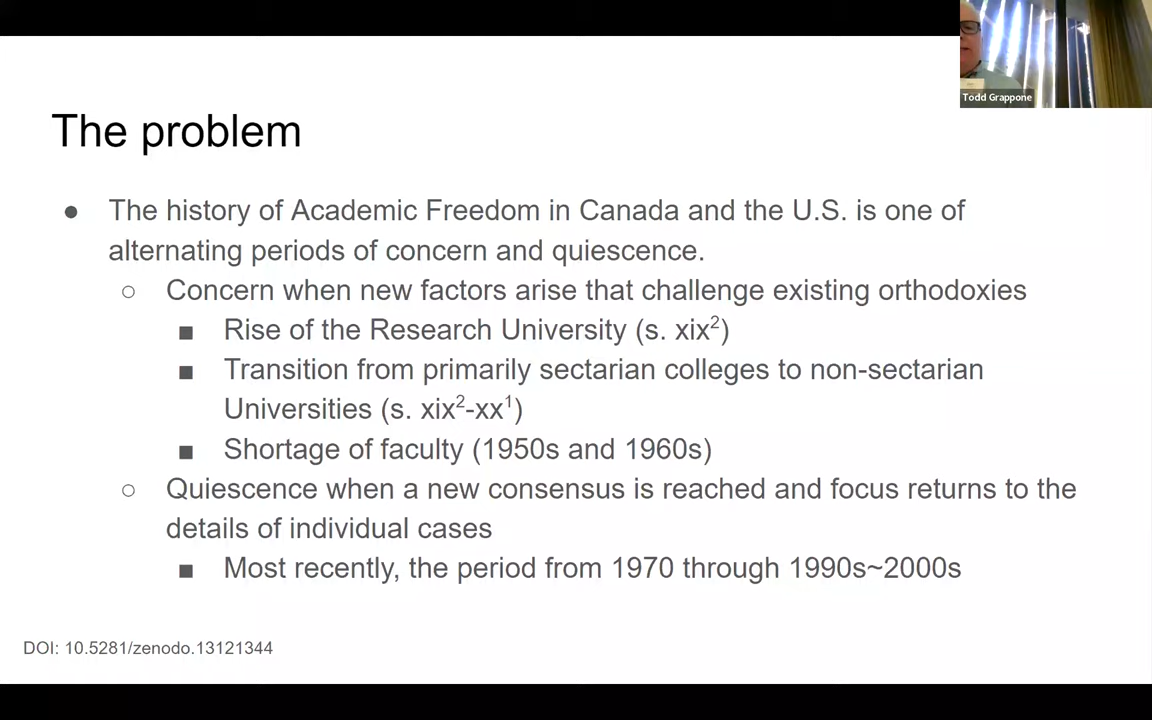 Todd Grappone
The problem
● The history of Academic Freedom in Canada and the U.S. is one of
alternating periods of concern and quiescence.
○ Concern when new factors arise that challenge existing orthodoxies
■ Rise of the Research University (s. xix²)
■ Transition from primarily sectarian colleges to non-sectarian
Universities (s. xix²-xx¹)
■ Shortage of faculty (1950s and 1960s)
○ Quiescence when a new consensus is reached and focus returns to the
details of individual cases
■ Most recently, the period from 1970 through 1990s~2000s
DOI: 10.5281/zenodo.13121344